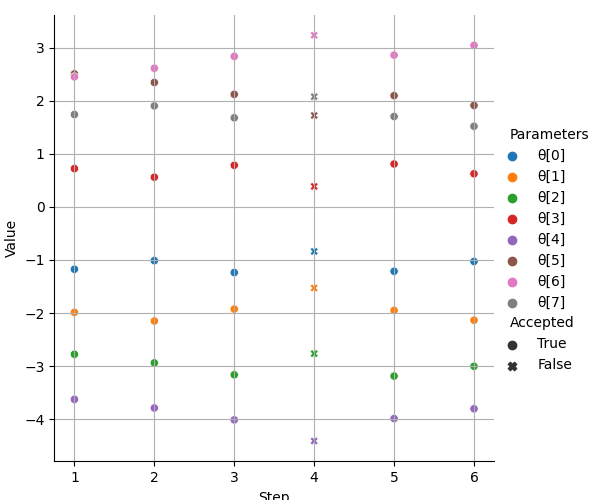 3
2
1
0
−1
−2
−3
−4
Value
1 2 3 4 5 6
Step
Parameters
θ[0]
θ[1]
θ[2]
θ[3]
θ[4]
θ[5]
θ[6]
θ[7]
Accepted
True
False